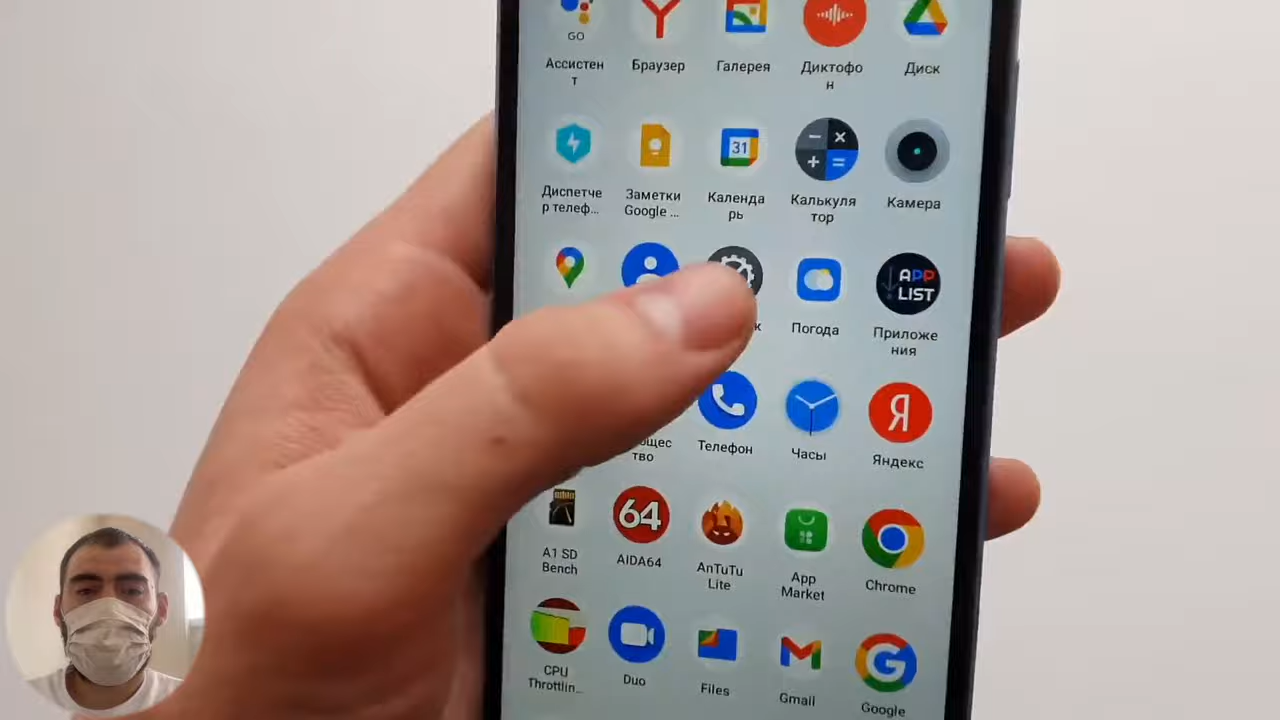 GO
Ассистен
т
Браузер
Галерея
Диктофо
н
Диск
Диспетче
р телеф...
Заметки
Google ...
31
Календа
рь
Калькуля
тор
Камера
к
Погода
APP
LIST
Приложе
ния
щес
тво
Телефон
Часы
Я
Яндекс
A1 SD
Bench
64
AIDA64
AnTuTu
Lite
App
Market
Chrome
CPU
Throttlin...
Duo
Files
Gmail
Google